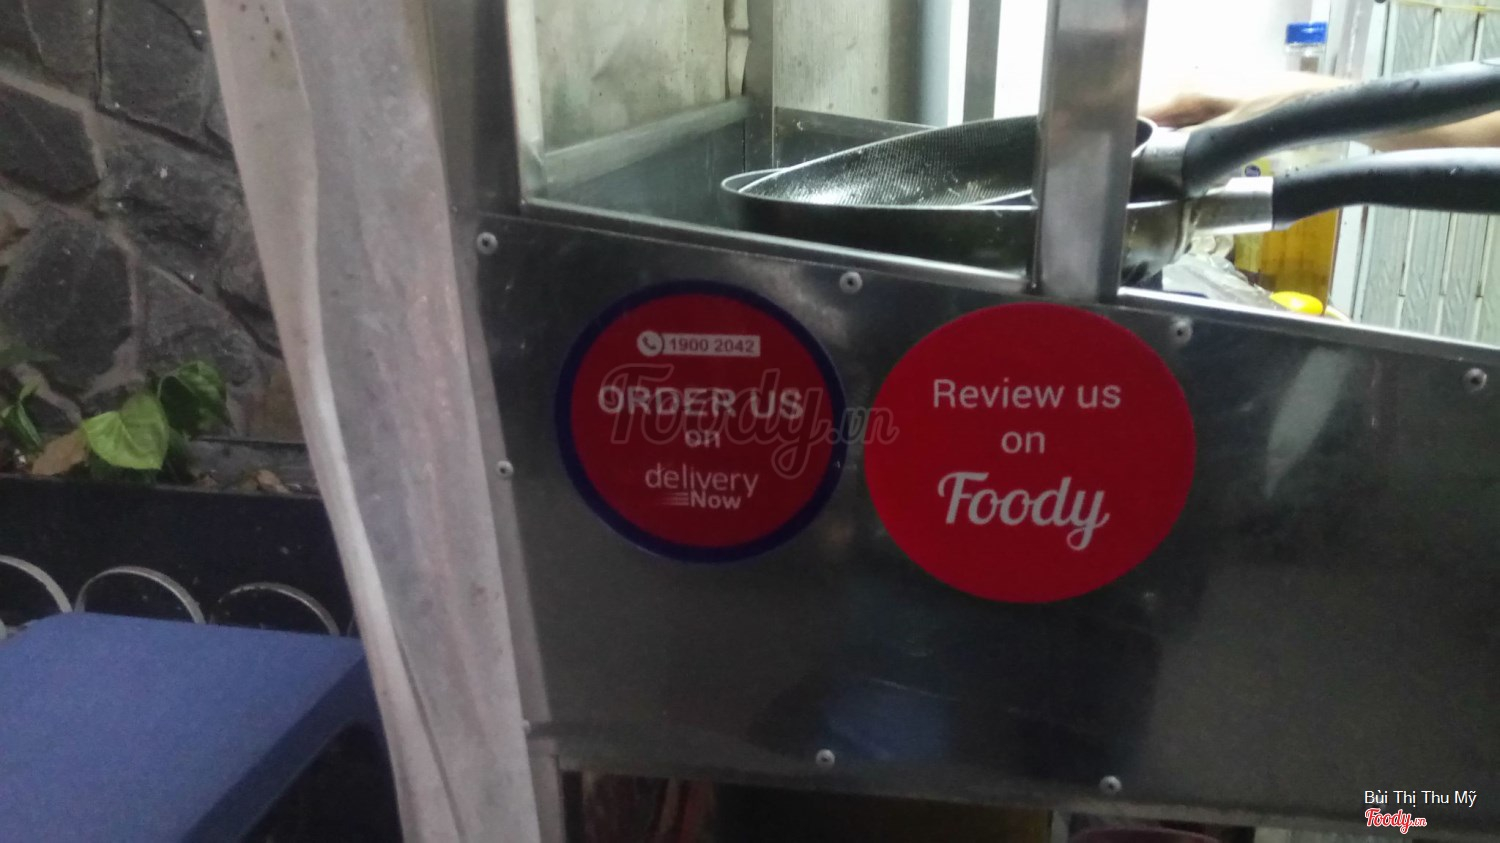 1900 2042
ORDER US
on
delivery
Now
Review us
on
Foody
Foody.vn
Bùi Thị Thu Mỹ
Foody.vn